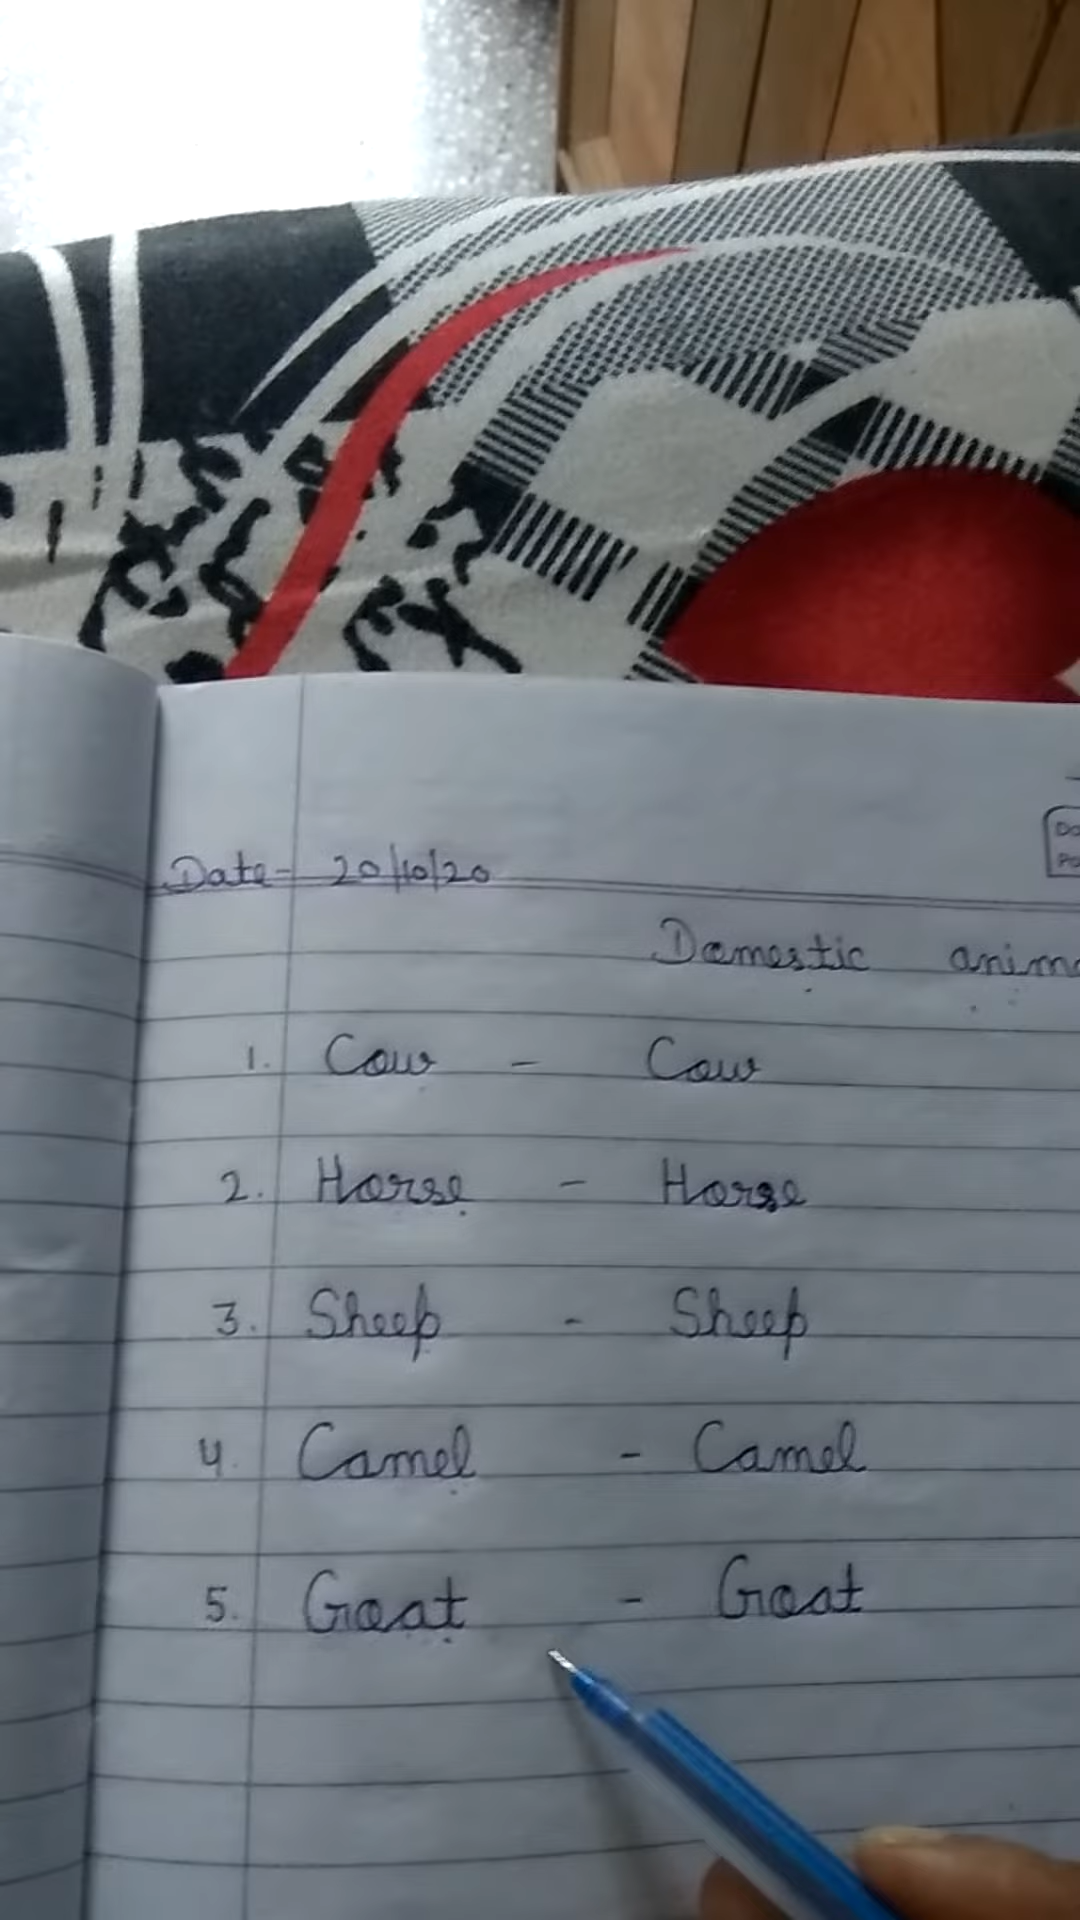 Date- 20/10/20
Domestic
1. Cow - Cow
2. Horse - Horse
3. Sheep - Sheep
4. Camel - Camel
5. Goat - Goat